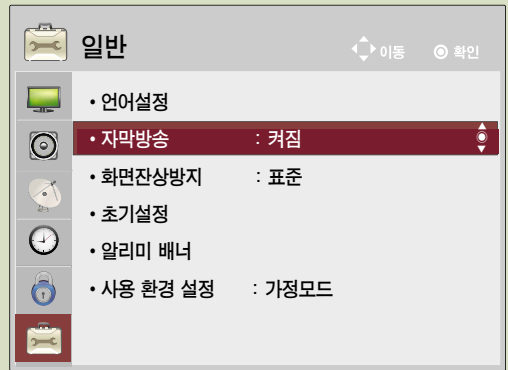 일반 이동 확인
• 언어설정
• 자막방송 : 켜짐
• 화면잔상방지 : 표준
• 초기설정
• 알리미 배너
• 사용 환경 설정 : 가정모드